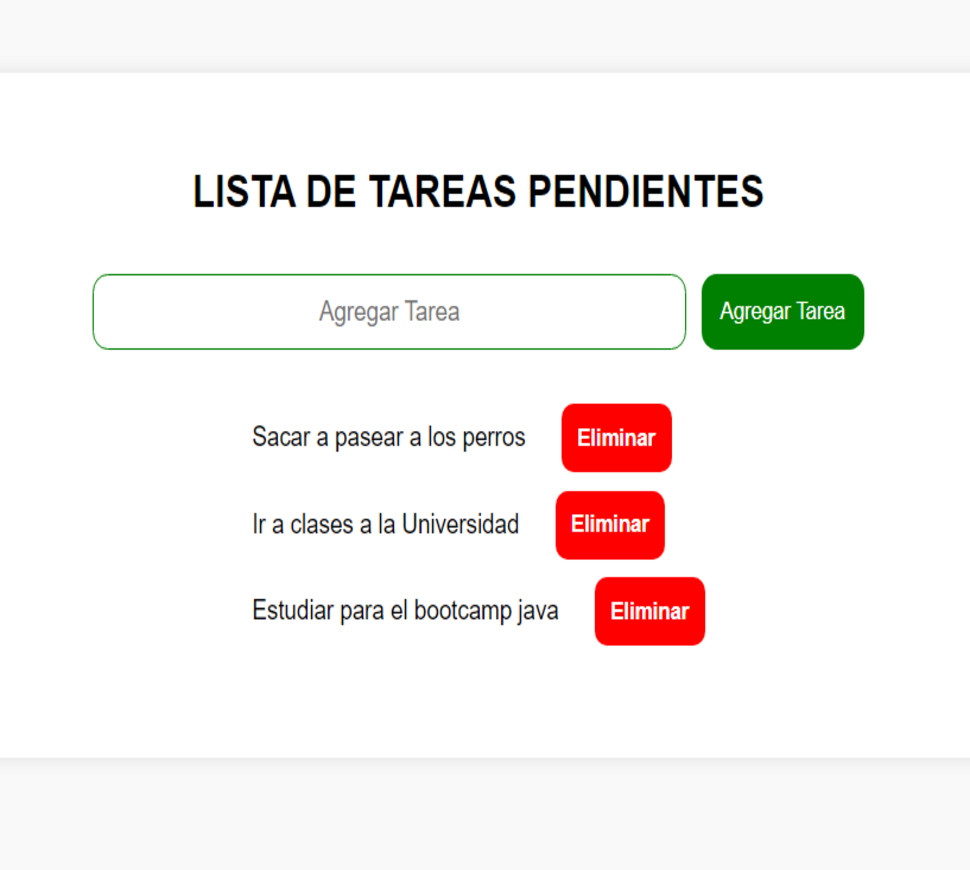 LISTA DE TAREAS PENDIENTES
Agregar Tarea Agregar Tarea
Sacar a pasear a los perros Eliminar
Ir a clases a la Universidad Eliminar
Estudiar para el bootcamp java Eliminar